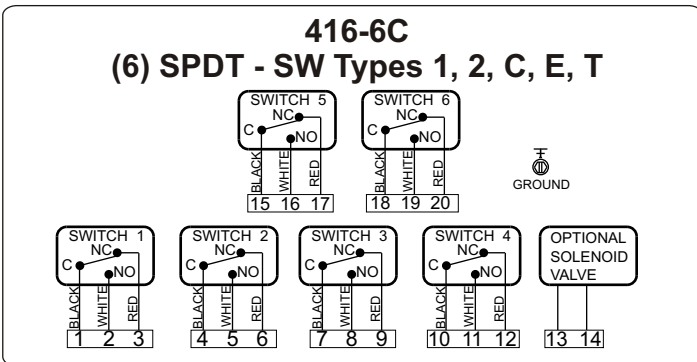 416-6C
(6) SPDT - SW Types 1, 2, C, E, T
SWITCH 5
NC
C
NO
BLACK
WHITE
RED
15 16 17
SWITCH 6
NC
C
NO
BLACK
WHITE
RED
18 19 20
GROUND
SWITCH 1
NC
C
NO
BLACK
WHITE
RED
1 2 3
SWITCH 2
NC
C
NO
BLACK
WHITE
RED
4 5 6
SWITCH 3
NC
C
NO
BLACK
WHITE
RED
7 8 9
SWITCH 4
NC
C
NO
BLACK
WHITE
RED
10 11 12
OPTIONAL
SOLENOID
VALVE
13 14